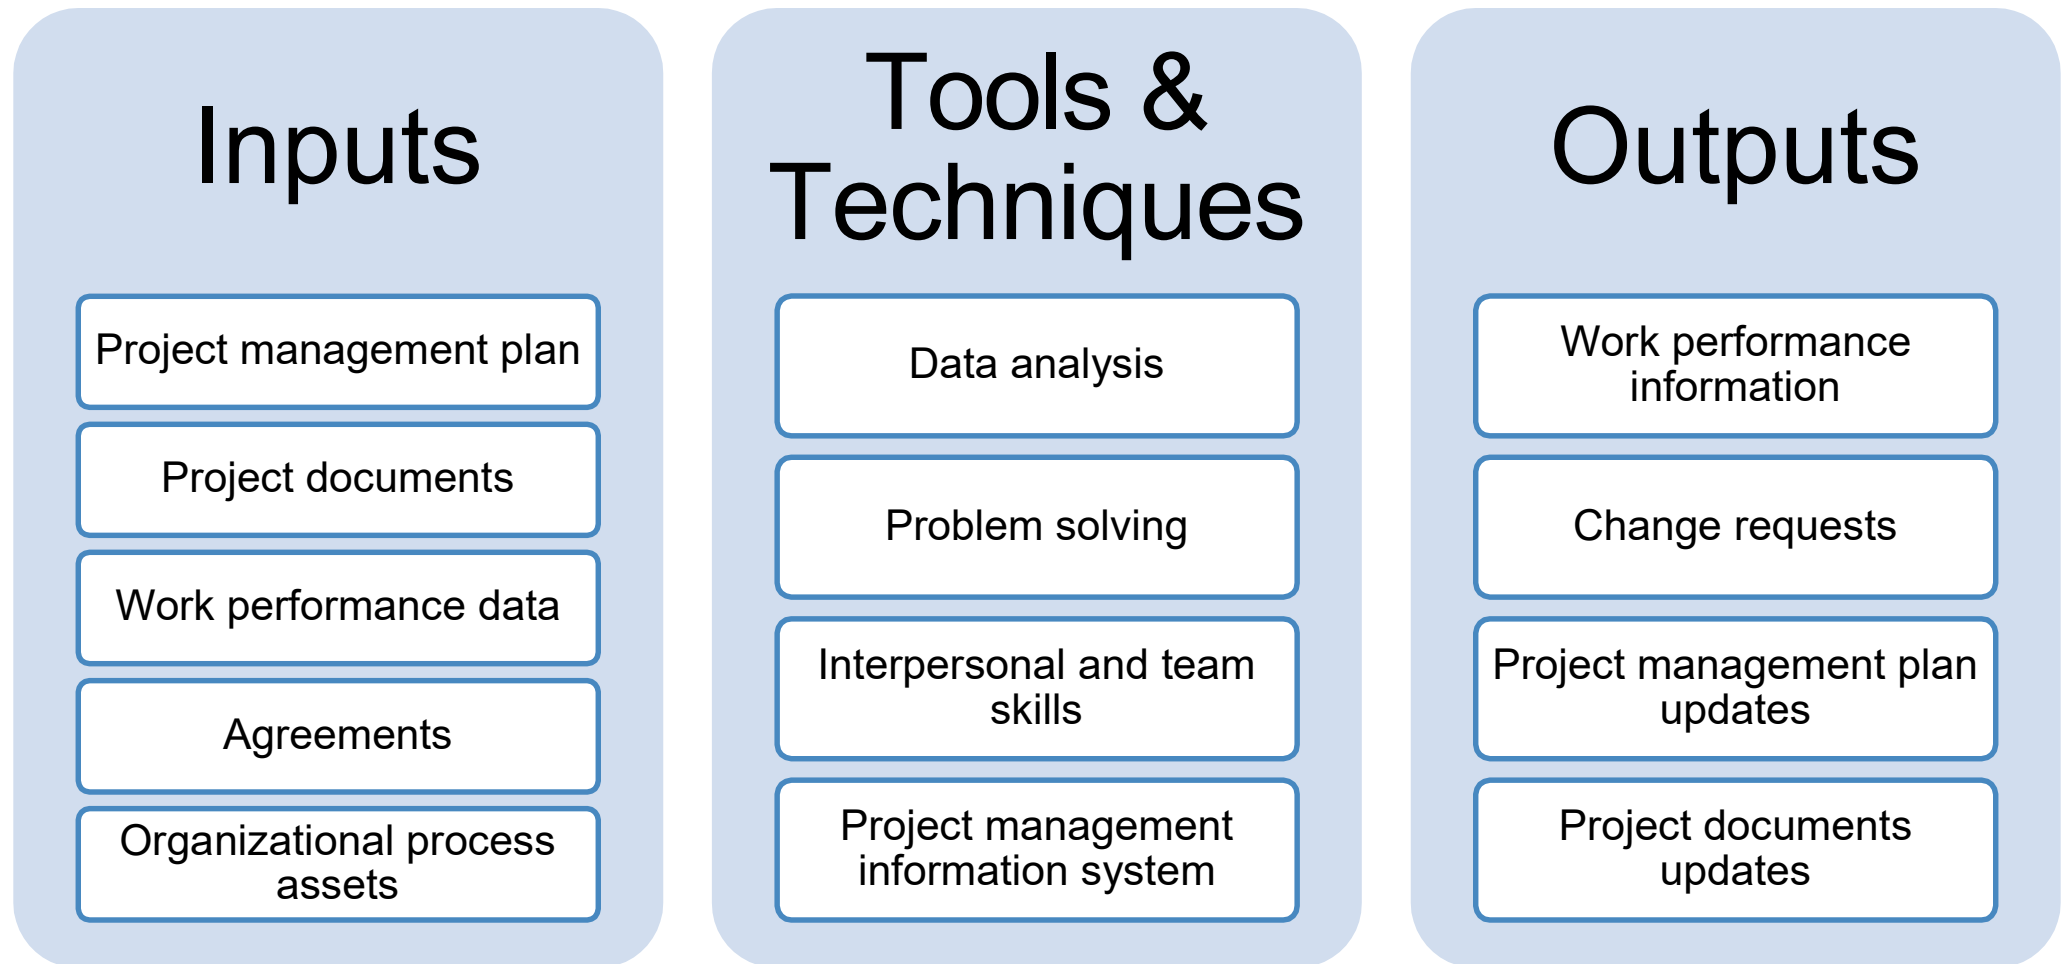 Inputs
Project management plan
Project documents
Work performance data
Agreements
Organizational process
assets
Tools &
Techniques
Data analysis
Problem solving
Interpersonal and team
skills
Project management
information system
Outputs
Work performance
information
Change requests
Project management plan
updates
Project documents
updates